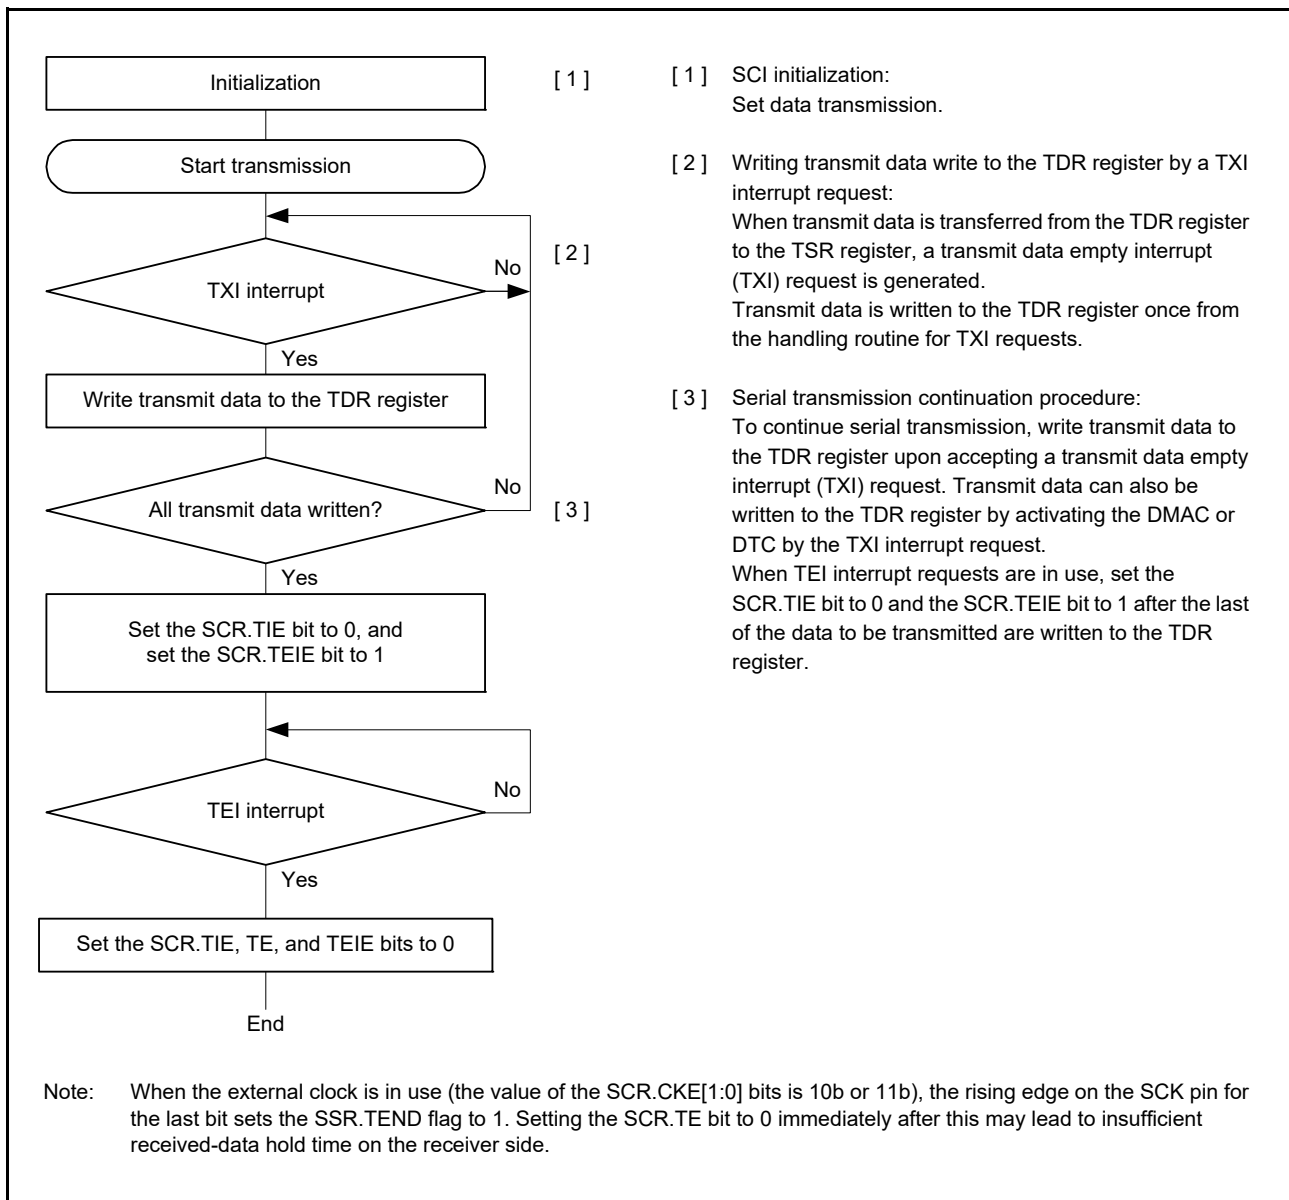 Initialization
[ 1 ]
Start transmission
[ 2 ]
TXI interrupt
No
Yes
Write transmit data to the TDR register
All transmit data written?
No
[ 3 ]
Yes
Set the SCR.TIE bit to 0, and
set the SCR.TEIE bit to 1
TEI interrupt
No
Yes
Set the SCR.TIE, TE, and TEIE bits to 0
End
[ 1 ] SCI initialization:
Set data transmission.
[ 2 ] Writing transmit data write to the TDR register by a TXI
interrupt request:
When transmit data is transferred from the TDR register
to the TSR register, a transmit data empty interrupt
(TXI) request is generated.
Transmit data is written to the TDR register once from
the handling routine for TXI requests.
[ 3 ] Serial transmission continuation procedure:
To continue serial transmission, write transmit data to
the TDR register upon accepting a transmit data empty
interrupt (TXI) request. Transmit data can also be
written to the TDR register by activating the DMAC or
DTC by the TXI interrupt request.
When TEI interrupt requests are in use, set the
SCR.TIE bit to 0 and the SCR.TEIE bit to 1 after the last
of the data to be transmitted are written to the TDR
register.
Note: When the external clock is in use (the value of the SCR.CKE[1:0] bits is 10b or 11b), the rising edge on the SCK pin for
the last bit sets the SSR.TEND flag to 1. Setting the SCR.TE bit to 0 immediately after this may lead to insufficient
received-data hold time on the receiver side.